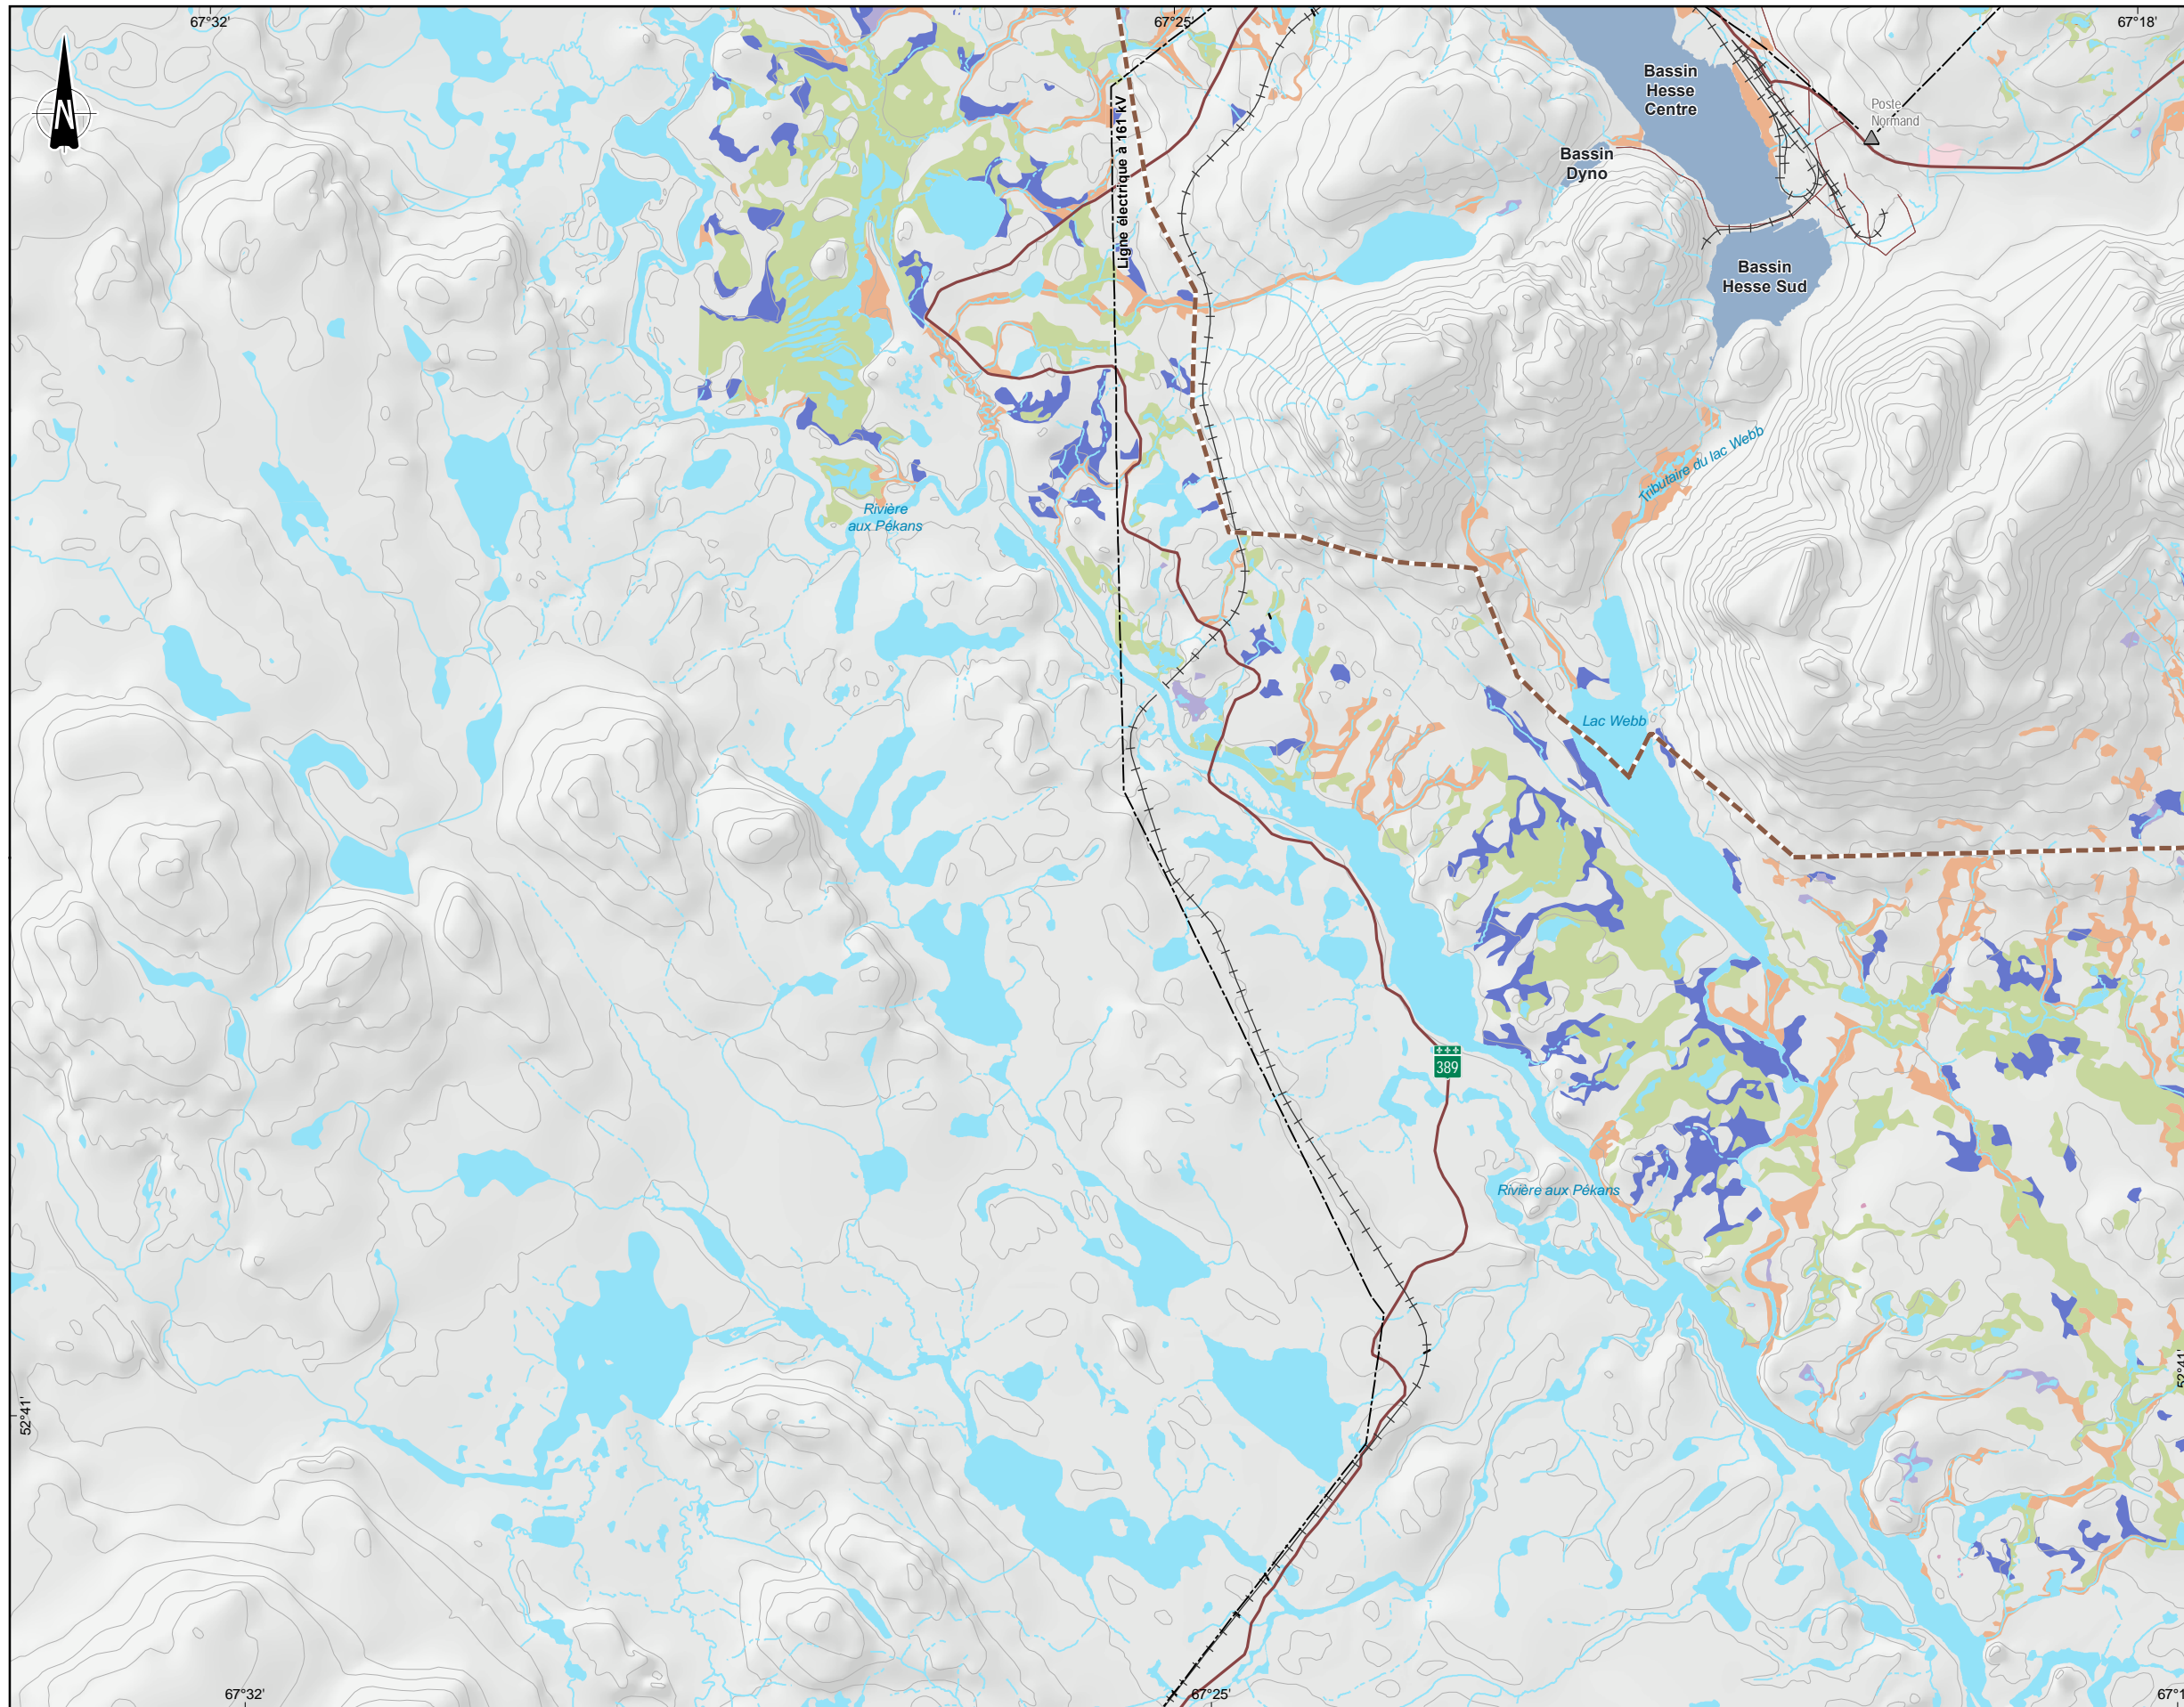 67°32'
67°25'
67°18'
N
Bassin
Hesse
Centre
Poste
Normand
Ligne électrique à 161 kV
Bassin
Dyno
Bassin
Hesse Sud
Tributaire du lac Webb
Rivière
aux Pékans
Lac Webb
389
Rivière aux Pékans
52°41'
52°41'
67°32'
67°25'